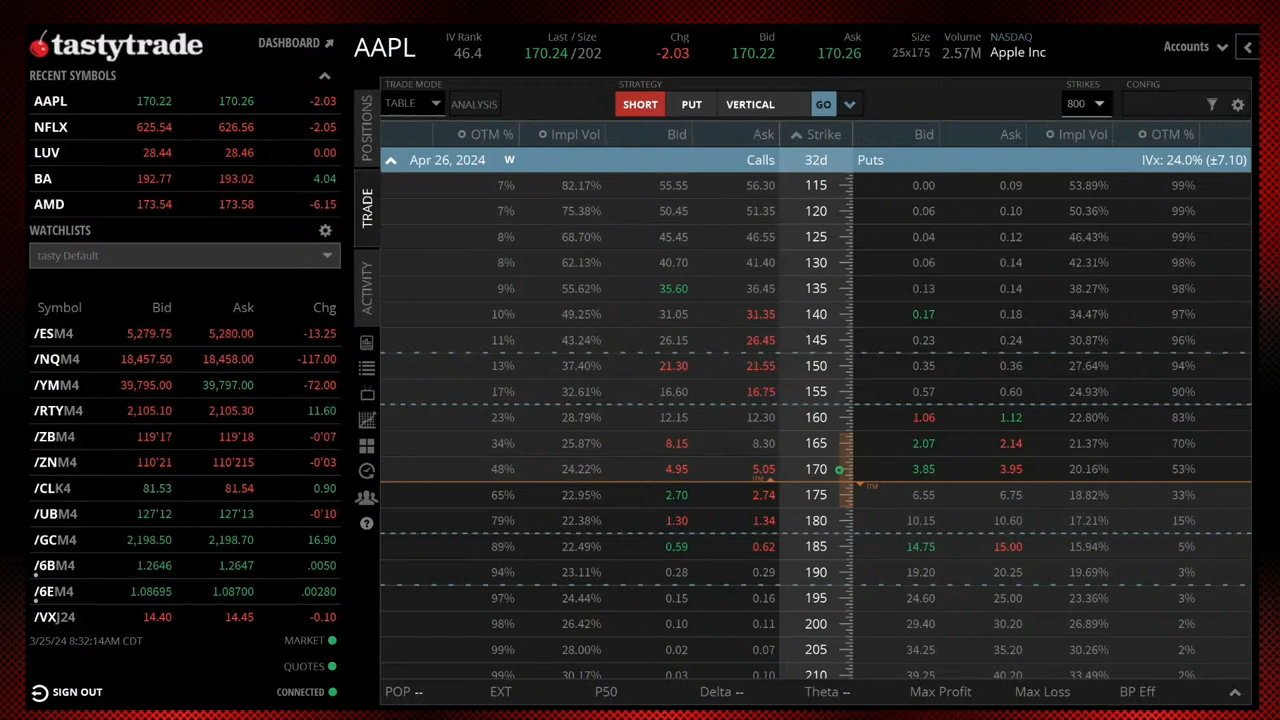 tastytrade
DASHBOARD
RECENT SYMBOLS
AAPL 170.22 170.26 -2.03
NFLX 625.54 626.56 -2.05
LUV 28.44 28.46 0.00
BA 192.77 193.02 4.04
AMD 173.54 173.58 -6.15
WATCHLISTS
tasty Default
Symbol Bid Ask Chg
/ESM4 5,279.75 5,280.00 -13.25
/NQM4 18,457.50 18,458.00 -117.00
/YMM4 39,795.00 39,797.00 -72.00
/RTYM4 2,105.10 2,105.30 11.60
/ZBM4 119'17 119'18 -0'07
/ZNM4 110'21 110'215 -0'03
/CLK4 81.53 81.54 0.90
/UBM4 127'12 127'13 -0'10
/GCM4 2,198.50 2,198.70 16.90
/6BM4 1.2646 1.2647 .0050
/6EM4 1.08695 1.08700 .00280
/VXJ24 14.40 14.45 -0.10
3/25/24 8:32:14AM CDT MARKET
QUOTES
SIGN OUT CONNECTED
POSITIONS
TRADE
ACTIVITY
AAPL
IV Rank Last / Size Chg Bid Ask Size Volume NASDAQ
46.4 170.24 /202 -2.03 170.22 170.26 25x175 2.57M Apple Inc
Accounts
TRADE MODE STRATEGY STRIKES CONFIG
TABLE ANALYSIS SHORT PUT VERTICAL GO 800
OTM % Impl Vol Bid Ask Strike Bid Ask Impl Vol OTM %
Apr 26, 2024 W Calls 32d Puts IVx: 24.0% (±7.10)
7% 82.17% 55.55 56.30 115 0.00 0.09 53.89% 99%
7% 75.38% 50.45 51.35 120 0.06 0.10 50.36% 99%
8% 68.70% 45.45 46.55 125 0.04 0.12 46.43% 99%
8% 62.13% 40.70 41.40 130 0.06 0.14 42.31% 98%
9% 55.62% 35.60 36.45 135 0.13 0.14 38.28% 98%
10% 49.25% 31.05 31.35 140 0.17 0.18 34.47% 97%
11% 43.24% 26.15 26.45 145 0.23 0.24 30.87% 96%
13% 37.40% 21.30 21.55 150 0.35 0.36 27.64% 94%
17% 32.61% 16.60 16.75 155 0.57 0.60 24.93% 90%
23% 28.79% 12.15 12.30 160 1.06 1.12 22.80% 83%
34% 25.87% 8.15 8.30 165 2.07 2.14 21.37% 70%
48% 24.22% 4.95 5.05 170 3.85 3.95 20.16% 53%
ITM ITM
65% 22.95% 2.70 2.74 175 6.55 6.75 18.82% 33%
79% 22.38% 1.30 1.34 180 10.15 10.60 17.21% 15%
89% 22.49% 0.59 0.62 185 14.75 15.00 15.94% 5%
94% 23.11% 0.28 0.29 190 19.20 20.25 19.69% 3%
97% 24.44% 0.15 0.16 195 24.60 25.00 23.36% 3%
98% 26.42% 0.10 0.11 200 29.40 30.20 26.89% 2%
99% 28.00% 0.02 0.07 205 34.25 35.20 30.26% 2%
99% 30.17% 0.03 0.10 210 39.25 40.20 33.63% 2%
POP -- EXT P50 Delta -- Theta -- Max Profit Max Loss BP Eff